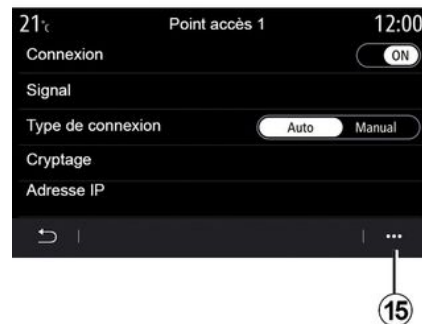 21°c Point accès 1 12:00
Connexion ON
Signal
Type de connexion Auto Manual
Cryptage
Adresse IP
15